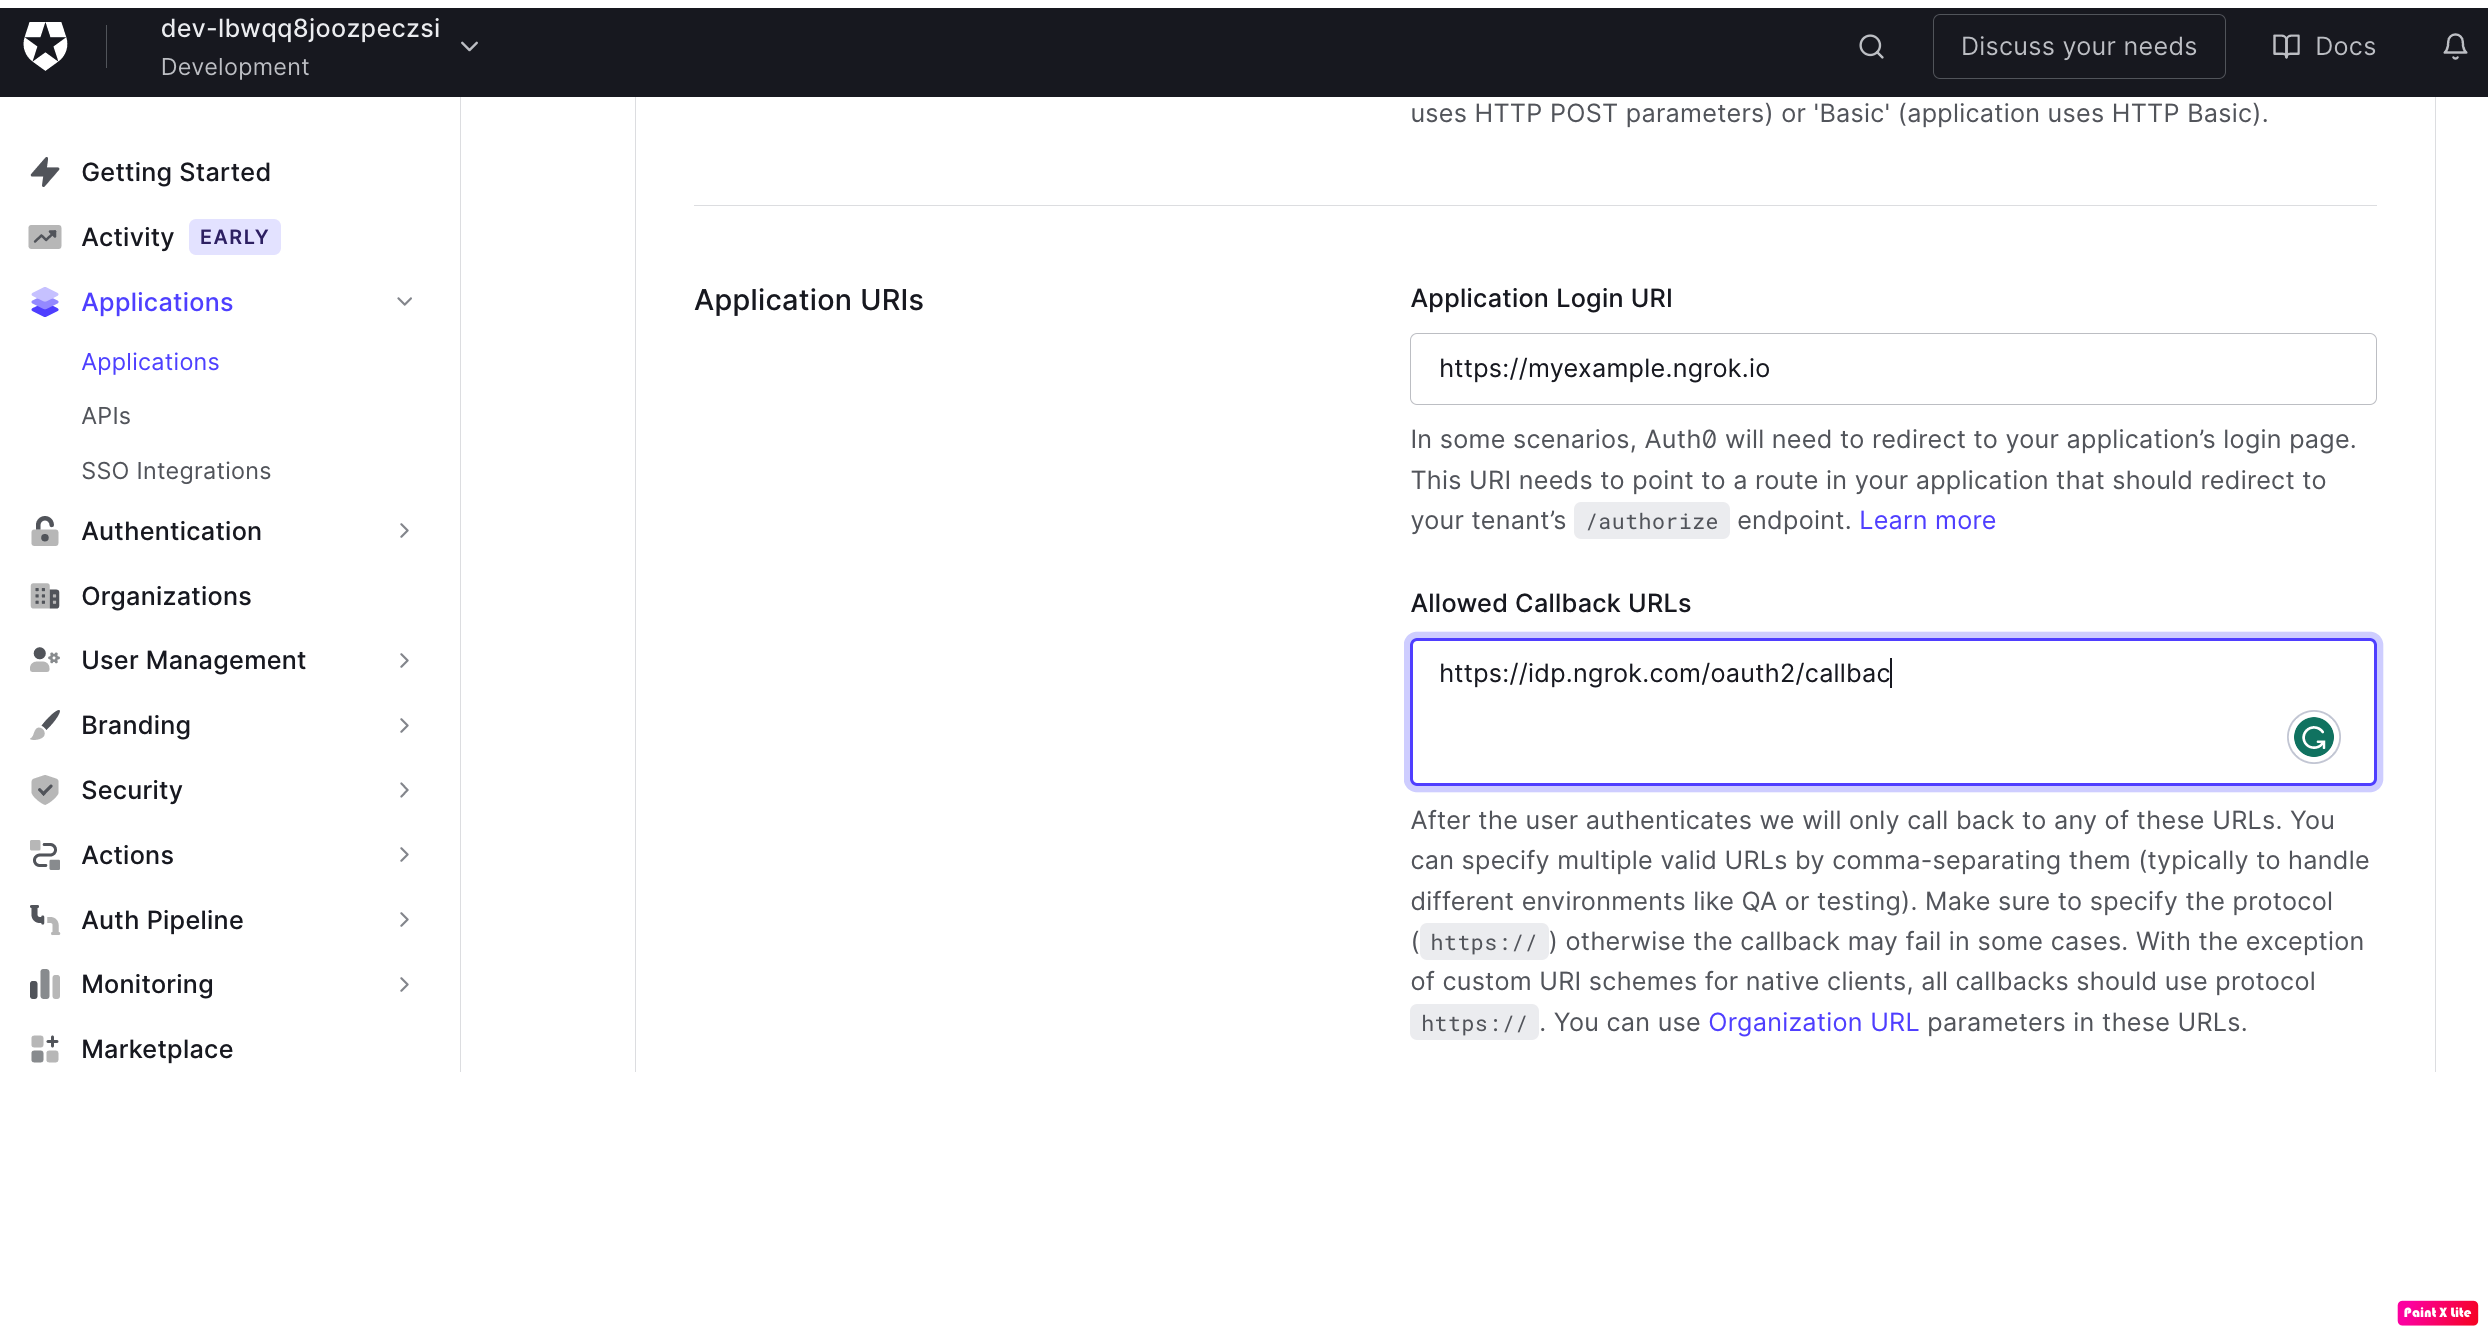 dev-lbwqq8joozpeczsi
Development
Discuss your needs
Docs
Getting Started
Activity EARLY
Applications
Applications
APIs
SSO Integrations
Authentication
Organizations
User Management
Branding
Security
Actions
Auth Pipeline
Monitoring
Marketplace
uses HTTP POST parameters) or 'Basic' (application uses HTTP Basic).
Application URIs
Application Login URI
https://myexample.ngrok.io
In some scenarios, Auth0 will need to redirect to your application’s login page.
This URI needs to point to a route in your application that should redirect to
your tenant’s /authorize endpoint. Learn more
Allowed Callback URLs
https://idp.ngrok.com/oauth2/callbac
After the user authenticates we will only call back to any of these URLs. You
can specify multiple valid URLs by comma-separating them (typically to handle
different environments like QA or testing). Make sure to specify the protocol
(https://) otherwise the callback may fail in some cases. With the exception
of custom URI schemes for native clients, all callbacks should use protocol
https://. You can use Organization URL parameters in these URLs.
Paint X Lite